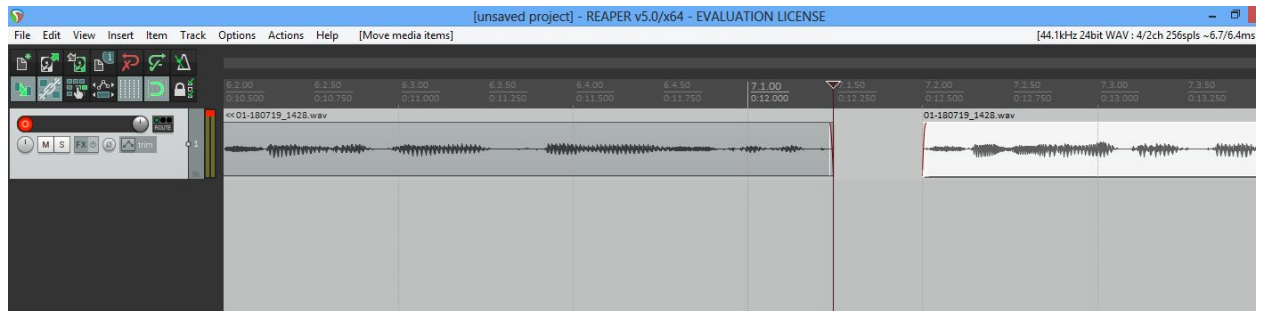 [unsaved project] - REAPER v5.0/x64 - EVALUATION LICENSE
File Edit View Insert Item Track Options Actions Help [Move media items] [44.1kHz 24bit WAV : 4/2ch 256spls ~6.7/6.4ms
6.2.00 6.2.50 6.3.00 6.3.50 6.4.00 6.4.50 7.1.00 7.1.50 7.2.00 7.2.50 7.3.00 7.3.50
0:10.500 0:10.750 0:11.000 0:11.250 0:11.500 0:11.750 0:12.000 0:12.250 0:12.500 0:12.750 0:13.000 0:13.250
<<01-180719_1428.wav 01-180719_1428.wav
ROUTE
M S FX trim 1